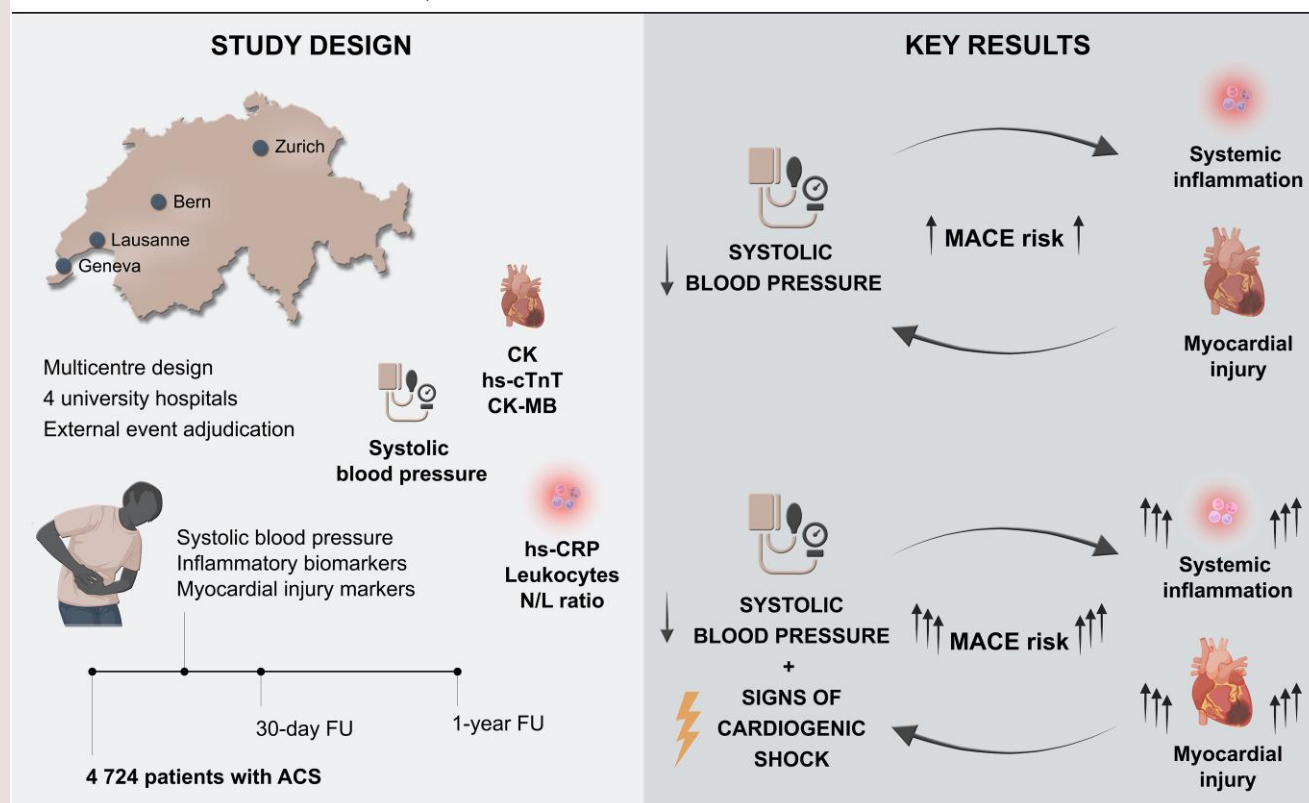 STUDY DESIGN
Zurich
Bern
Lausanne
Geneva
Multicentre design
4 university hospitals
External event adjudication
CK
hs-cTnT
CK-MB
Systolic
blood pressure
Systolic blood pressure
Inflammatory biomarkers
Myocardial injury markers
hs-CRP
Leukocytes
N/L ratio
30-day FU
1-year FU
4 724 patients with ACS
KEY RESULTS
Systemic
inflammation
↑ MACE risk ↑
↓ SYSTOLIC
BLOOD PRESSURE
Myocardial
injury
↑↑↑ ↑↑↑
Systemic
inflammation
↓ SYSTOLIC
BLOOD PRESSURE
+
SIGNS OF
CARDIOGENIC
SHOCK
↑↑↑ MACE risk ↑↑↑
↑↑↑ ↑↑↑
Myocardial
injury